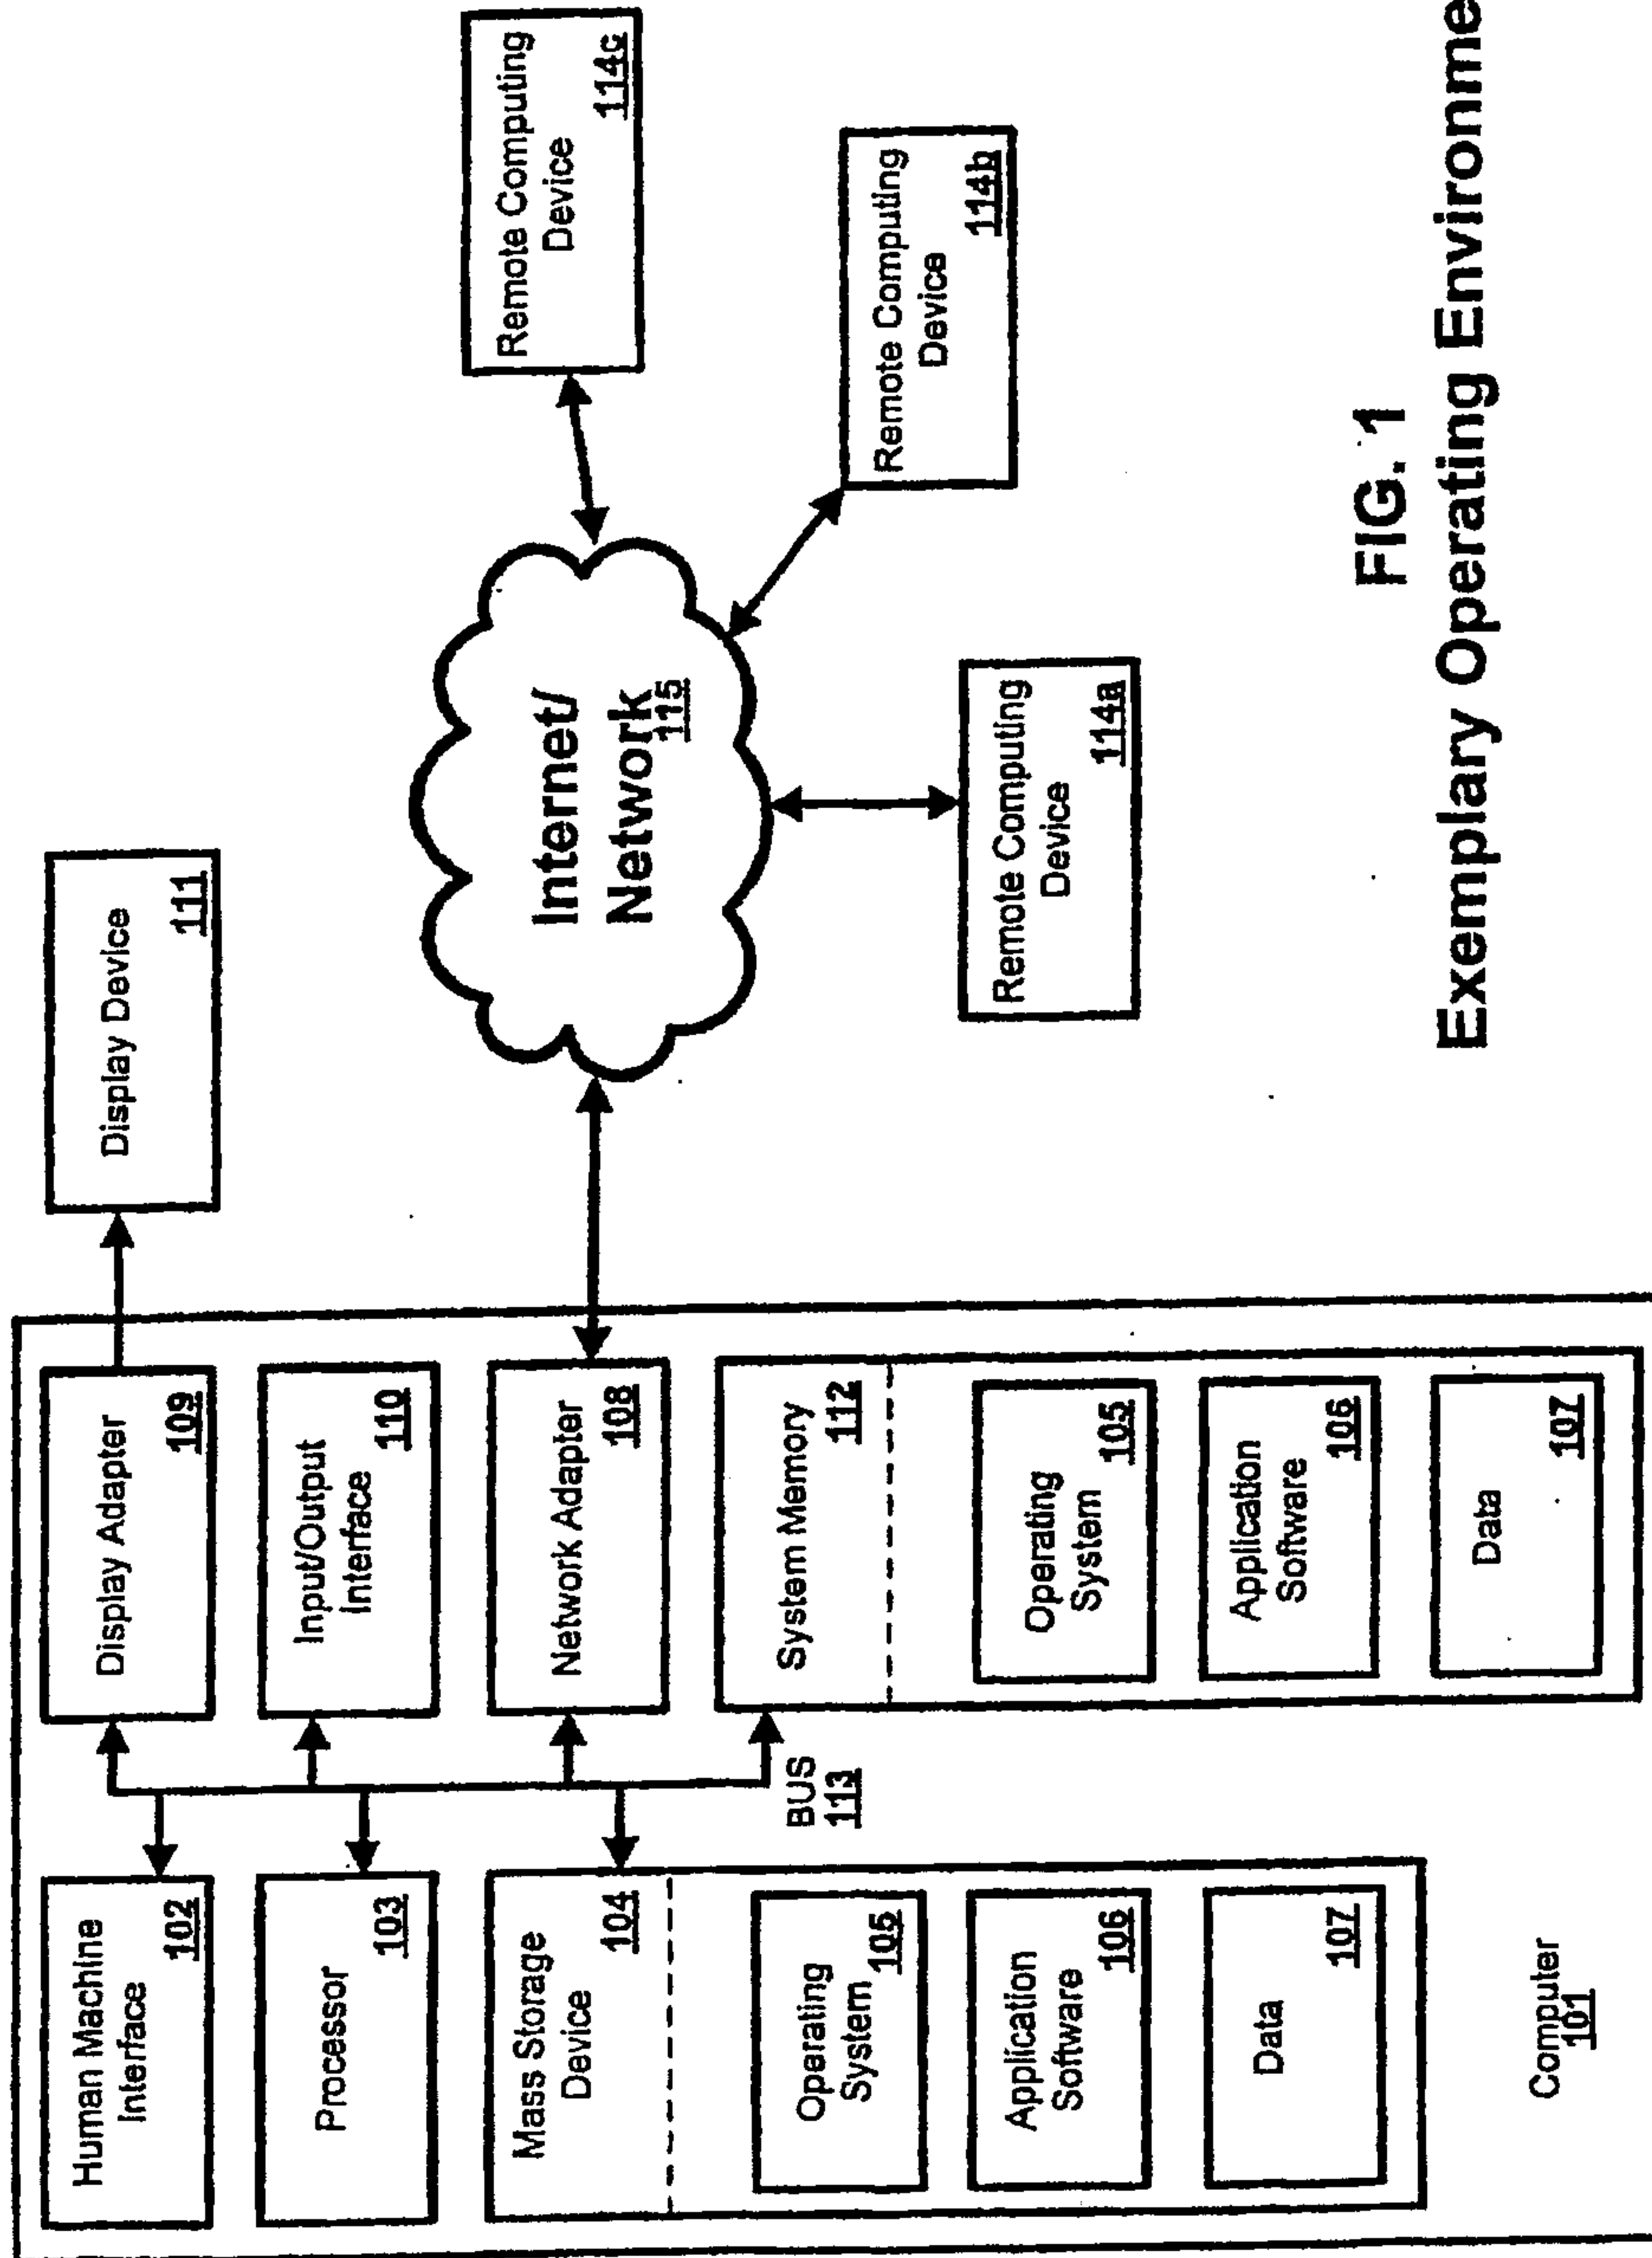 Human Machine
Interface
102
Processor
103
Mass Storage
Device
104
Operating
System
105
Application
Software
106
Data
107
Computer
101
BUS
113
Display Adapter
109
Input/Output
Interface
110
Network Adapter
108
System Memory
112
Operating
System
105
Application
Software
106
Data
107
Display Device
111
Internet/
Network
115
Remote Computing
Device
114a
Remote Computing
Device
114b
Remote Computing
Device
114c
FIG. 1
Exemplary Operating Environme